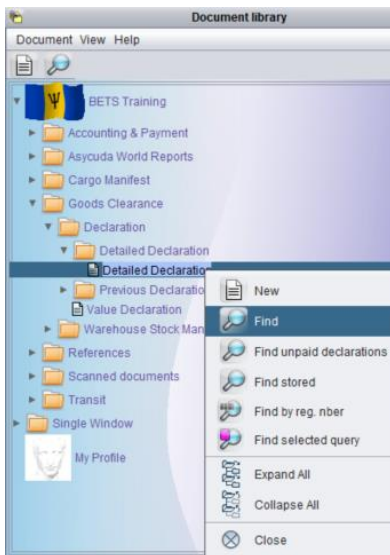 Document library
Document View Help
BETS Training
Accounting & Payment
Asycuda World Reports
Cargo Manifest
Goods Clearance
Declaration
Detailed Declaration
Detailed Declaration
Previous Declaratio
Value Declaration
Warehouse Stock Man
References
Scanned documents
Transit
Single Window
My Profile
New
Find
Find unpaid declarations
Find stored
Find by reg. nber
Find selected query
Expand All
Collapse All
Close